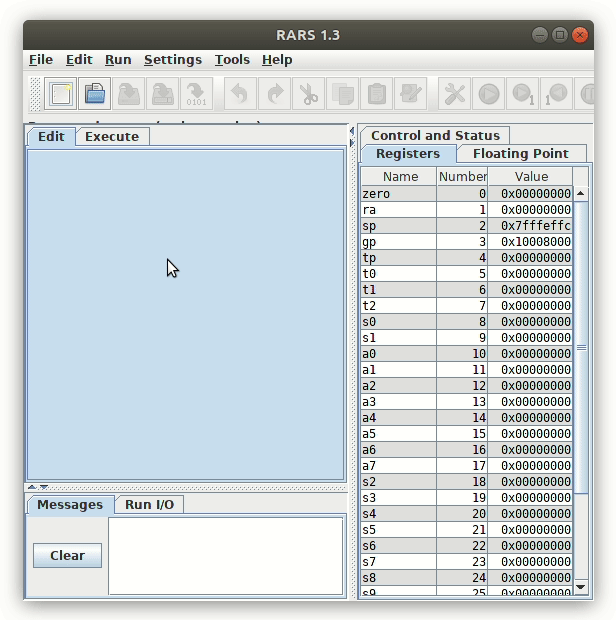 RARS 1.3
File Edit Run Settings Tools Help
0101 1 1
Edit Execute
Control and Status
Registers Floating Point
Name Number Value
zero 0 0x00000000
ra 1 0x00000000
sp 2 0x7fffeffc
gp 3 0x10008000
tp 4 0x00000000
t0 5 0x00000000
t1 6 0x00000000
t2 7 0x00000000
s0 8 0x00000000
s1 9 0x00000000
a0 10 0x00000000
a1 11 0x00000000
a2 12 0x00000000
a3 13 0x00000000
a4 14 0x00000000
a5 15 0x00000000
a6 16 0x00000000
a7 17 0x00000000
s2 18 0x00000000
s3 19 0x00000000
s4 20 0x00000000
s5 21 0x00000000
s6 22 0x00000000
s7 23 0x00000000
s8 24 0x00000000
s9 25 0x00000000
Messages Run I/O
Clear